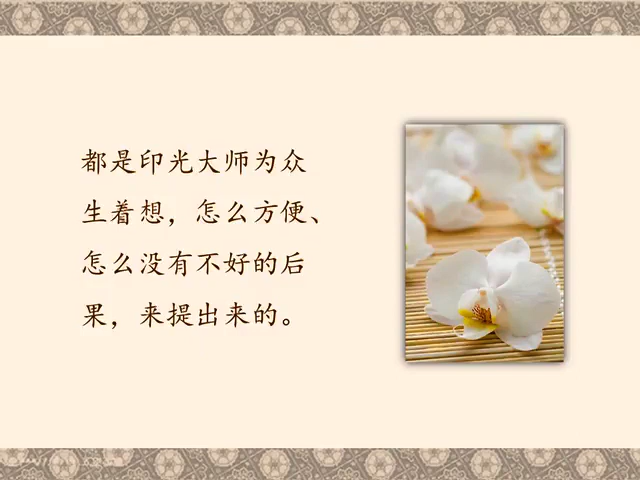 都是印光大师为众
生着想，怎么方便、
怎么没有不好的后
果，来提出来的。